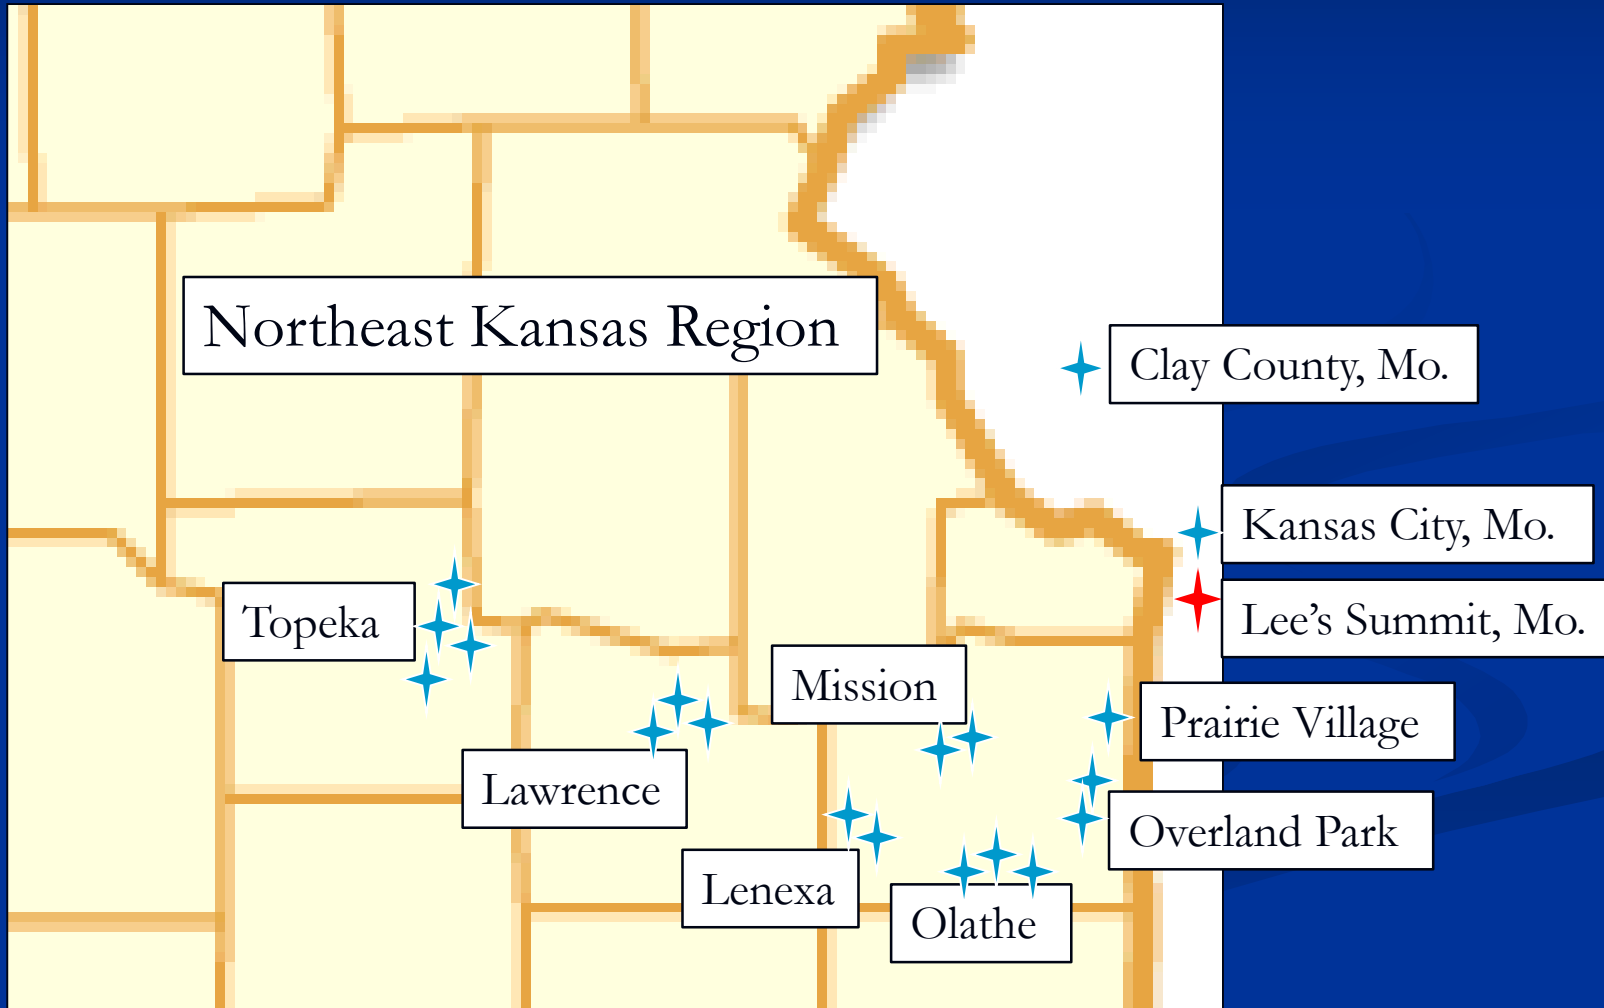 Northeast Kansas Region
Clay County, Mo.
Kansas City, Mo.
Lee’s Summit, Mo.
Topeka
Mission
Prairie Village
Lawrence
Overland Park
Lenexa
Olathe